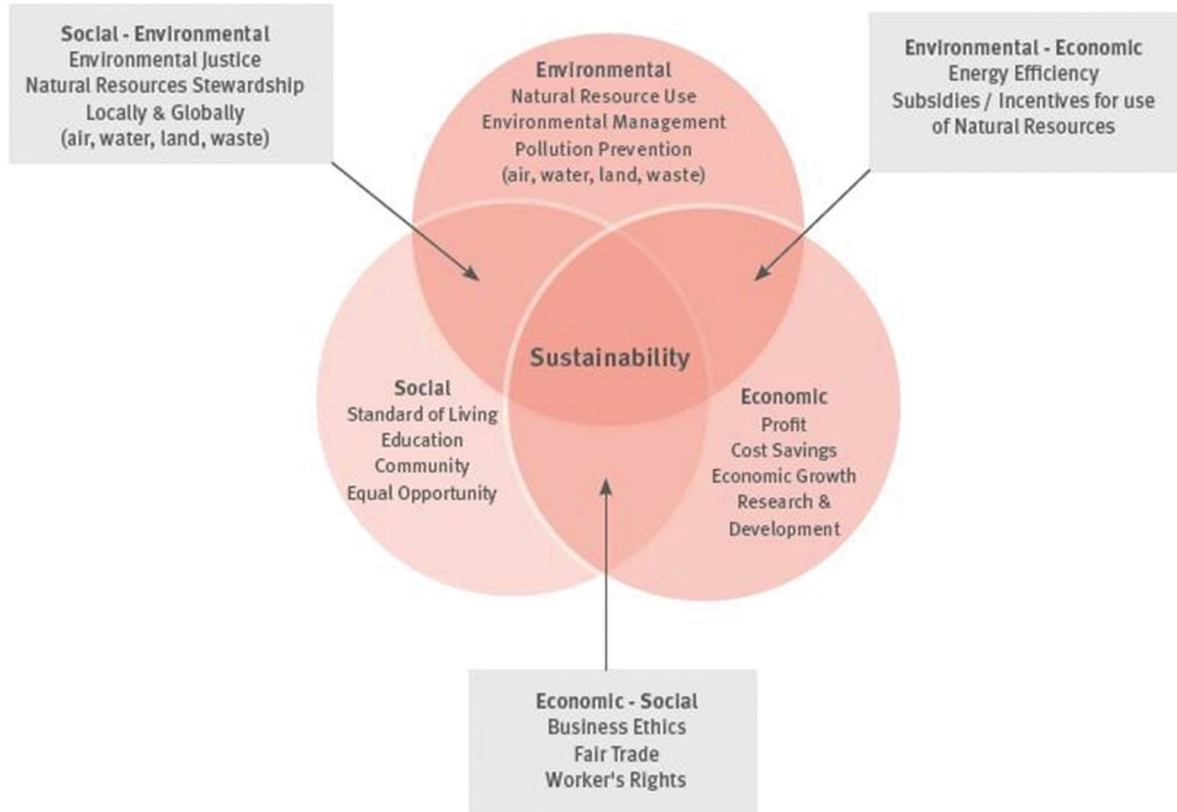 Social - Environmental
Environmental Justice
Natural Resources Stewardship
Locally & Globally
(air, water, land, waste)
Environmental
Natural Resource Use
Environmental Management
Pollution Prevention
(air, water, land, waste)
Environmental - Economic
Energy Efficiency
Subsidies / Incentives for use
of Natural Resources
Sustainability
Social
Standard of Living
Education
Community
Equal Opportunity
Economic
Profit
Cost Savings
Economic Growth
Research &
Development
Economic - Social
Business Ethics
Fair Trade
Worker's Rights